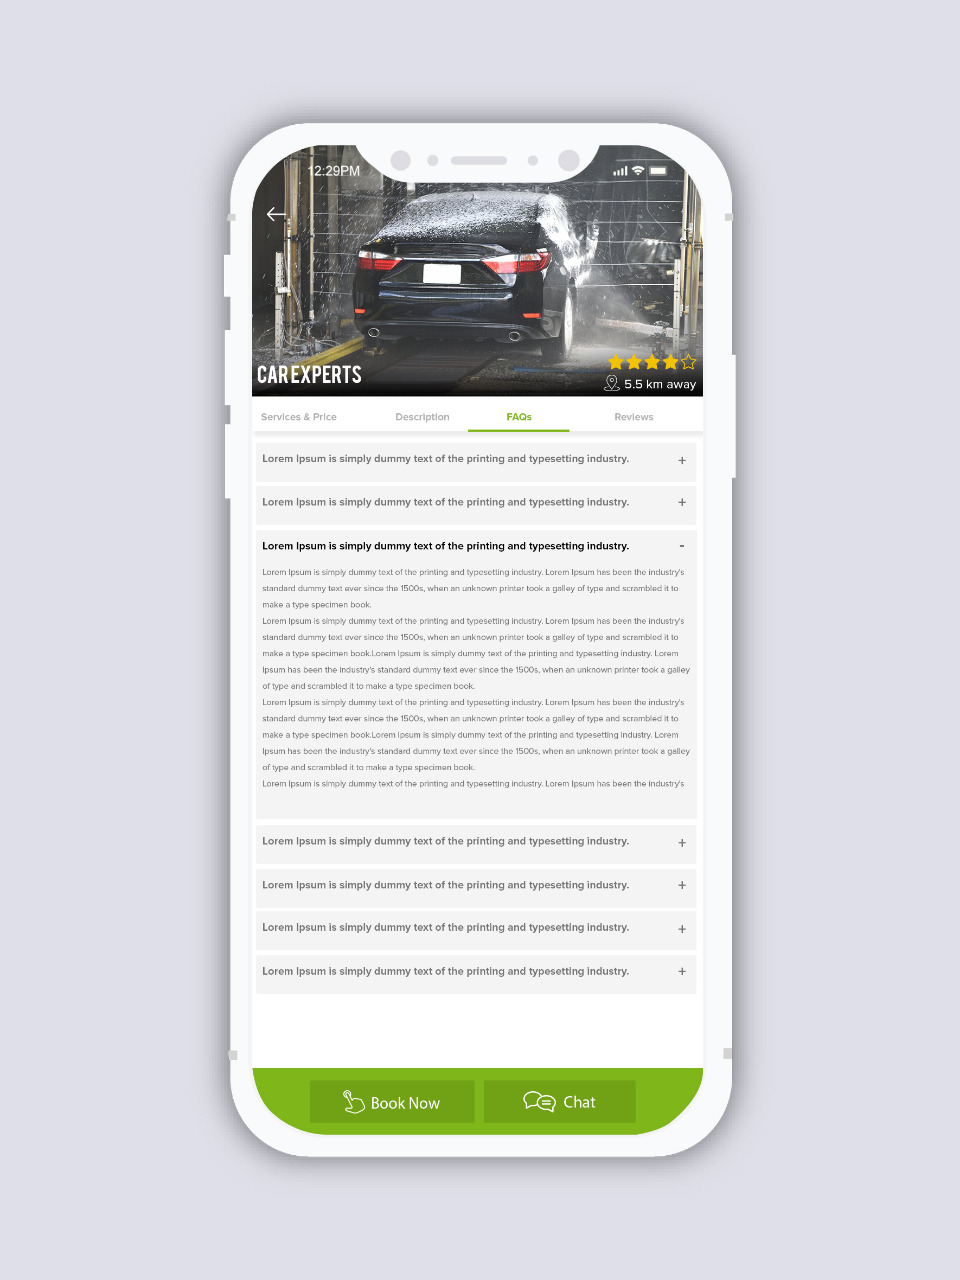 12:29PM
CAR EXPERTS
5.5 km away
Services & Price Description FAQs Reviews
Lorem Ipsum is simply dummy text of the printing and typesetting industry. +
Lorem Ipsum is simply dummy text of the printing and typesetting industry. +
Lorem Ipsum is simply dummy text of the printing and typesetting industry. -
Lorem Ipsum is simply dummy text of the printing and typesetting industry. Lorem Ipsum has been the industry's
standard dummy text ever since the 1500s, when an unknown printer took a galley of type and scrambled it to
make a type specimen book.
Lorem Ipsum is simply dummy text of the printing and typesetting industry. Lorem Ipsum has been the industry's
standard dummy text ever since the 1500s, when an unknown printer took a galley of type and scrambled it to
make a type specimen book.Lorem Ipsum is simply dummy text of the printing and typesetting industry. Lorem
Ipsum has been the industry's standard dummy text ever since the 1500s, when an unknown printer took a galley
of type and scrambled it to make a type specimen book.
Lorem Ipsum is simply dummy text of the printing and typesetting industry. Lorem Ipsum has been the industry's
standard dummy text ever since the 1500s, when an unknown printer took a galley of type and scrambled it to
make a type specimen book.Lorem Ipsum is simply dummy text of the printing and typesetting industry. Lorem
Ipsum has been the industry's standard dummy text ever since the 1500s, when an unknown printer took a galley
of type and scrambled it to make a type specimen book.
Lorem Ipsum is simply dummy text of the printing and typesetting industry. Lorem Ipsum has been the industry's
Lorem Ipsum is simply dummy text of the printing and typesetting industry. +
Lorem Ipsum is simply dummy text of the printing and typesetting industry. +
Lorem Ipsum is simply dummy text of the printing and typesetting industry. +
Lorem Ipsum is simply dummy text of the printing and typesetting industry. +
Book Now Chat